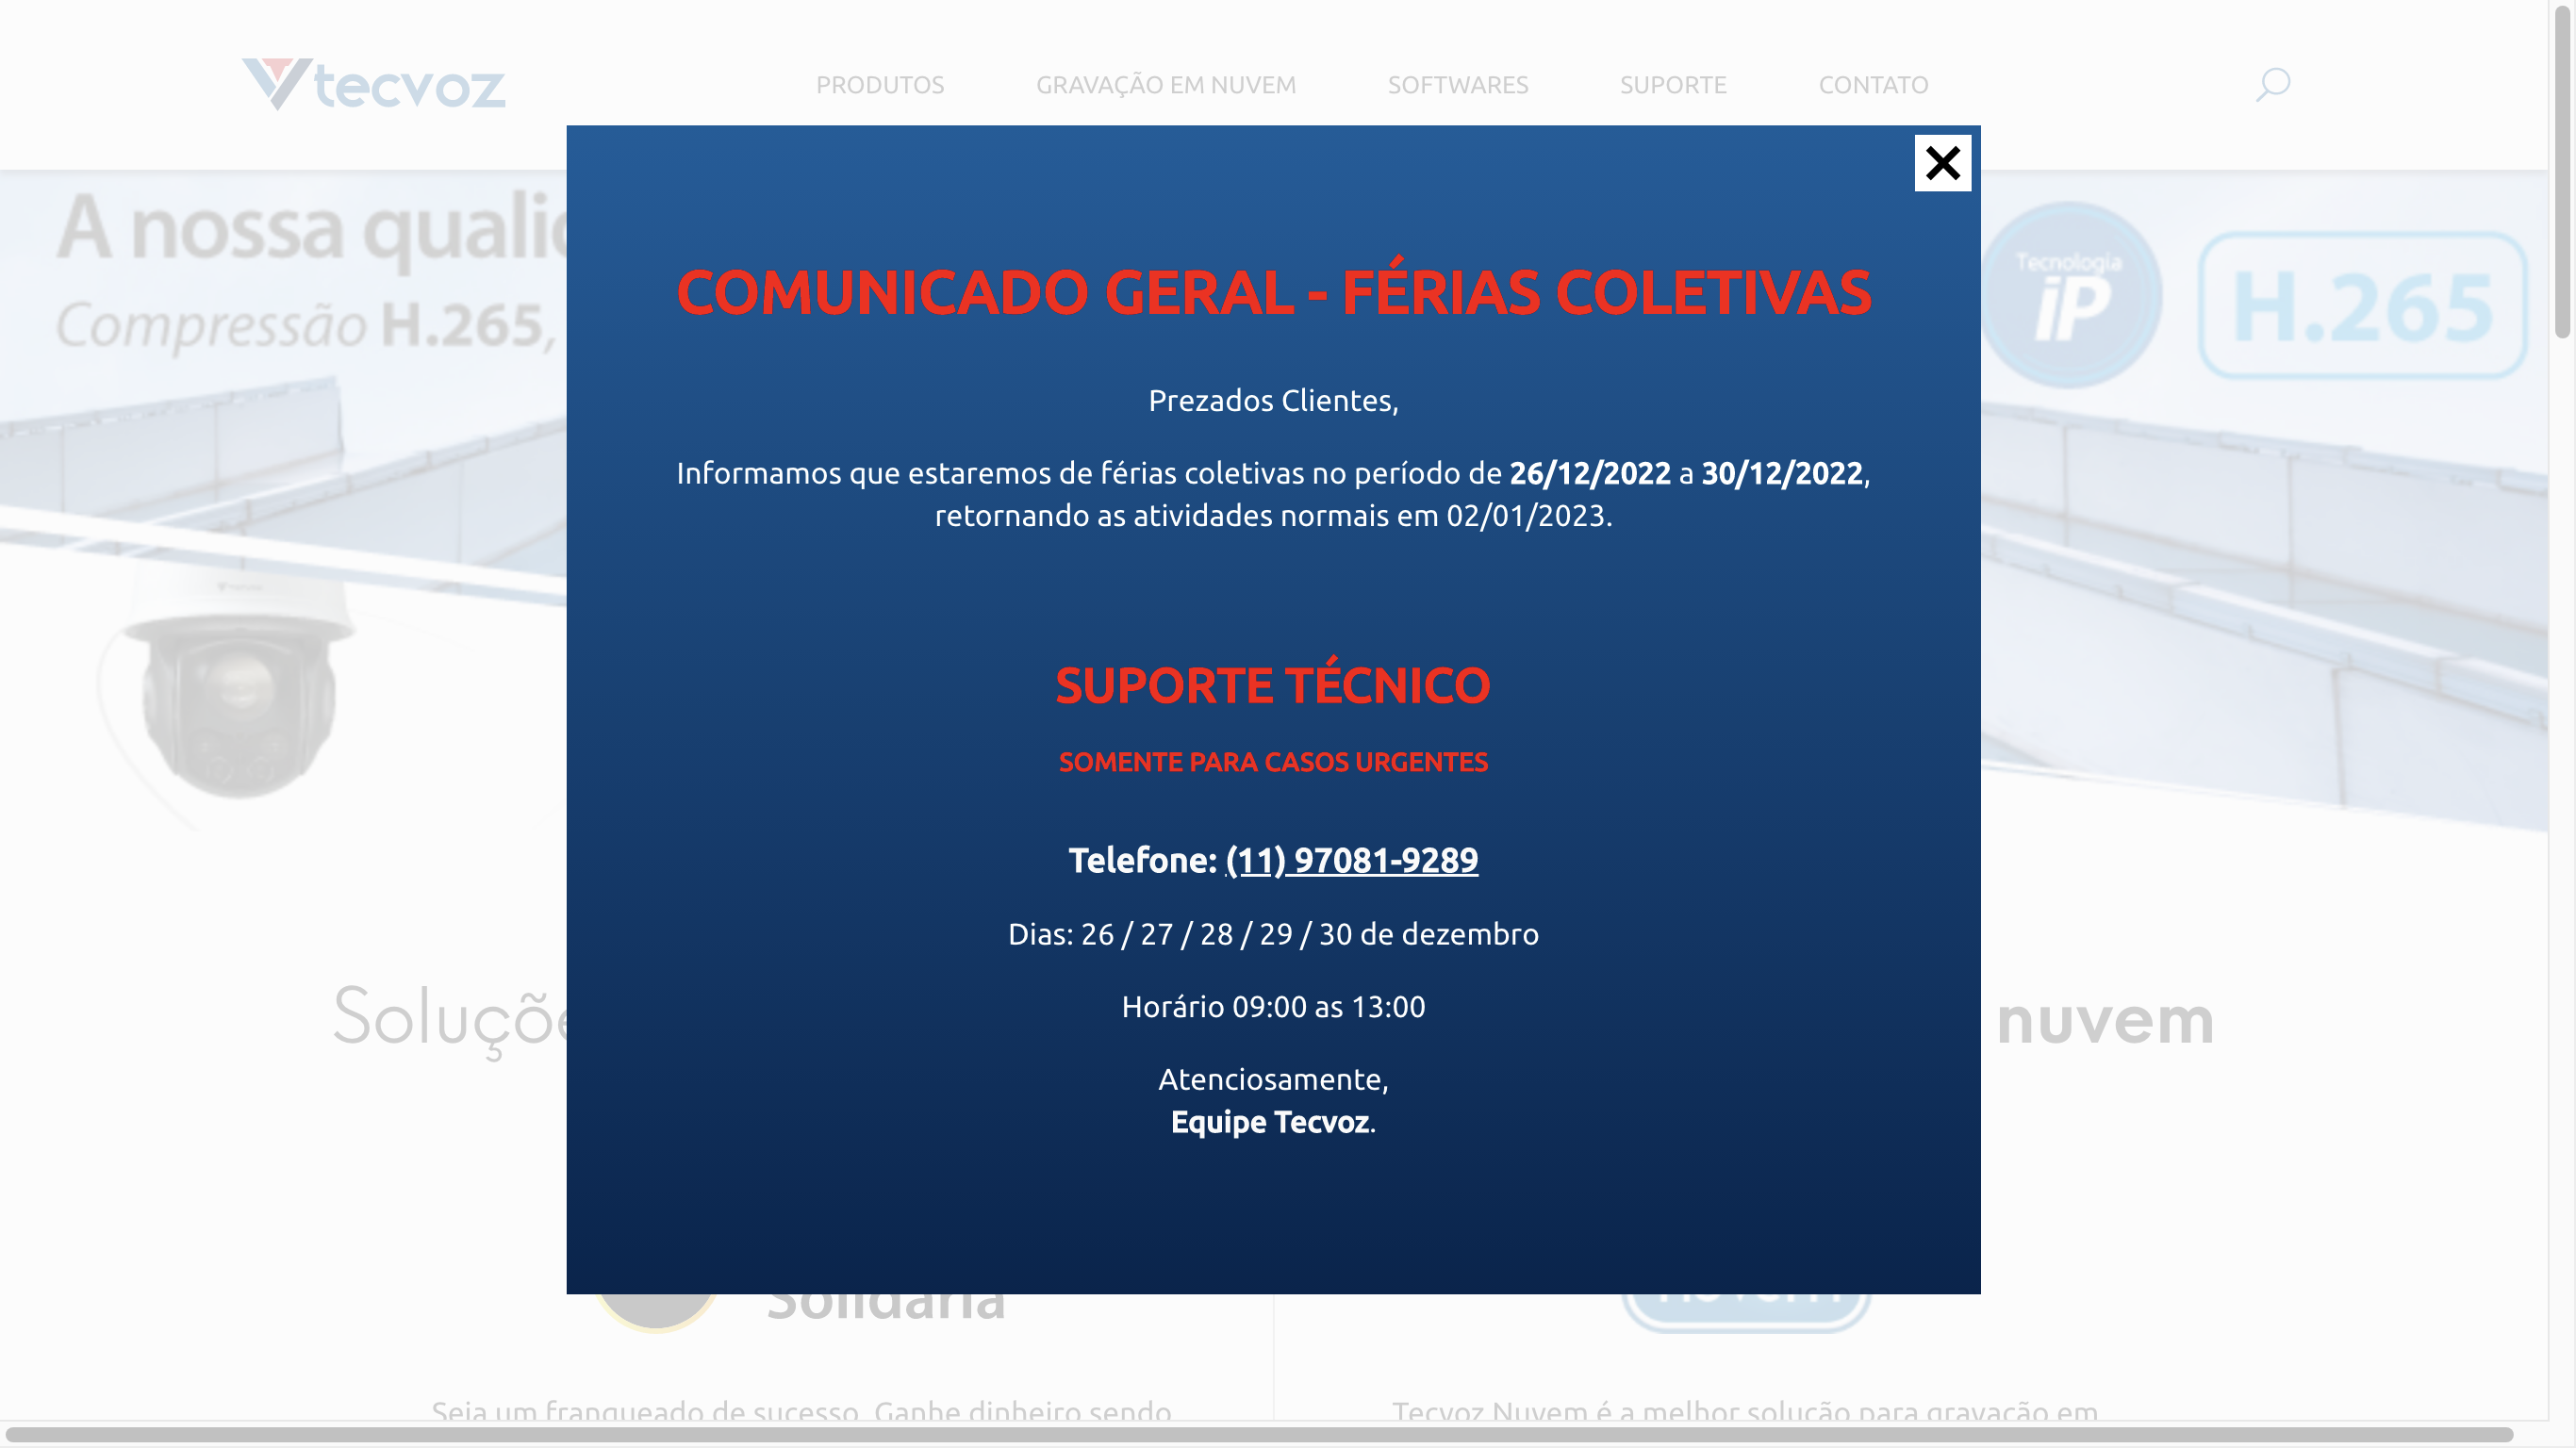 tecvoz
PRODUTOS
GRAVAÇÃO EM NUVEM
SOFTWARES
SUPORTE
CONTATO
A nossa
Compressão H.265,
Tecnologia
iP
H.265
COMUNICADO GERAL - FÉRIAS COLETIVAS
Prezados Clientes,
Informamos que estaremos de férias coletivas no período de 26/12/2022 a 30/12/2022,
retornando as atividades normais em 02/01/2023.
SUPORTE TÉCNICO
SOMENTE PARA CASOS URGENTES
Telefone: (11) 97081-9289
Dias: 26 / 27 / 28 / 29 / 30 de dezembro
Horário 09:00 as 13:00
Atenciosamente,
Equipe Tecvoz.
nuvem
Solidária
Seja um franqueado de sucesso. Ganhe dinheiro sendo
Tecvoz Nuvem é a melhor solução para gravação em